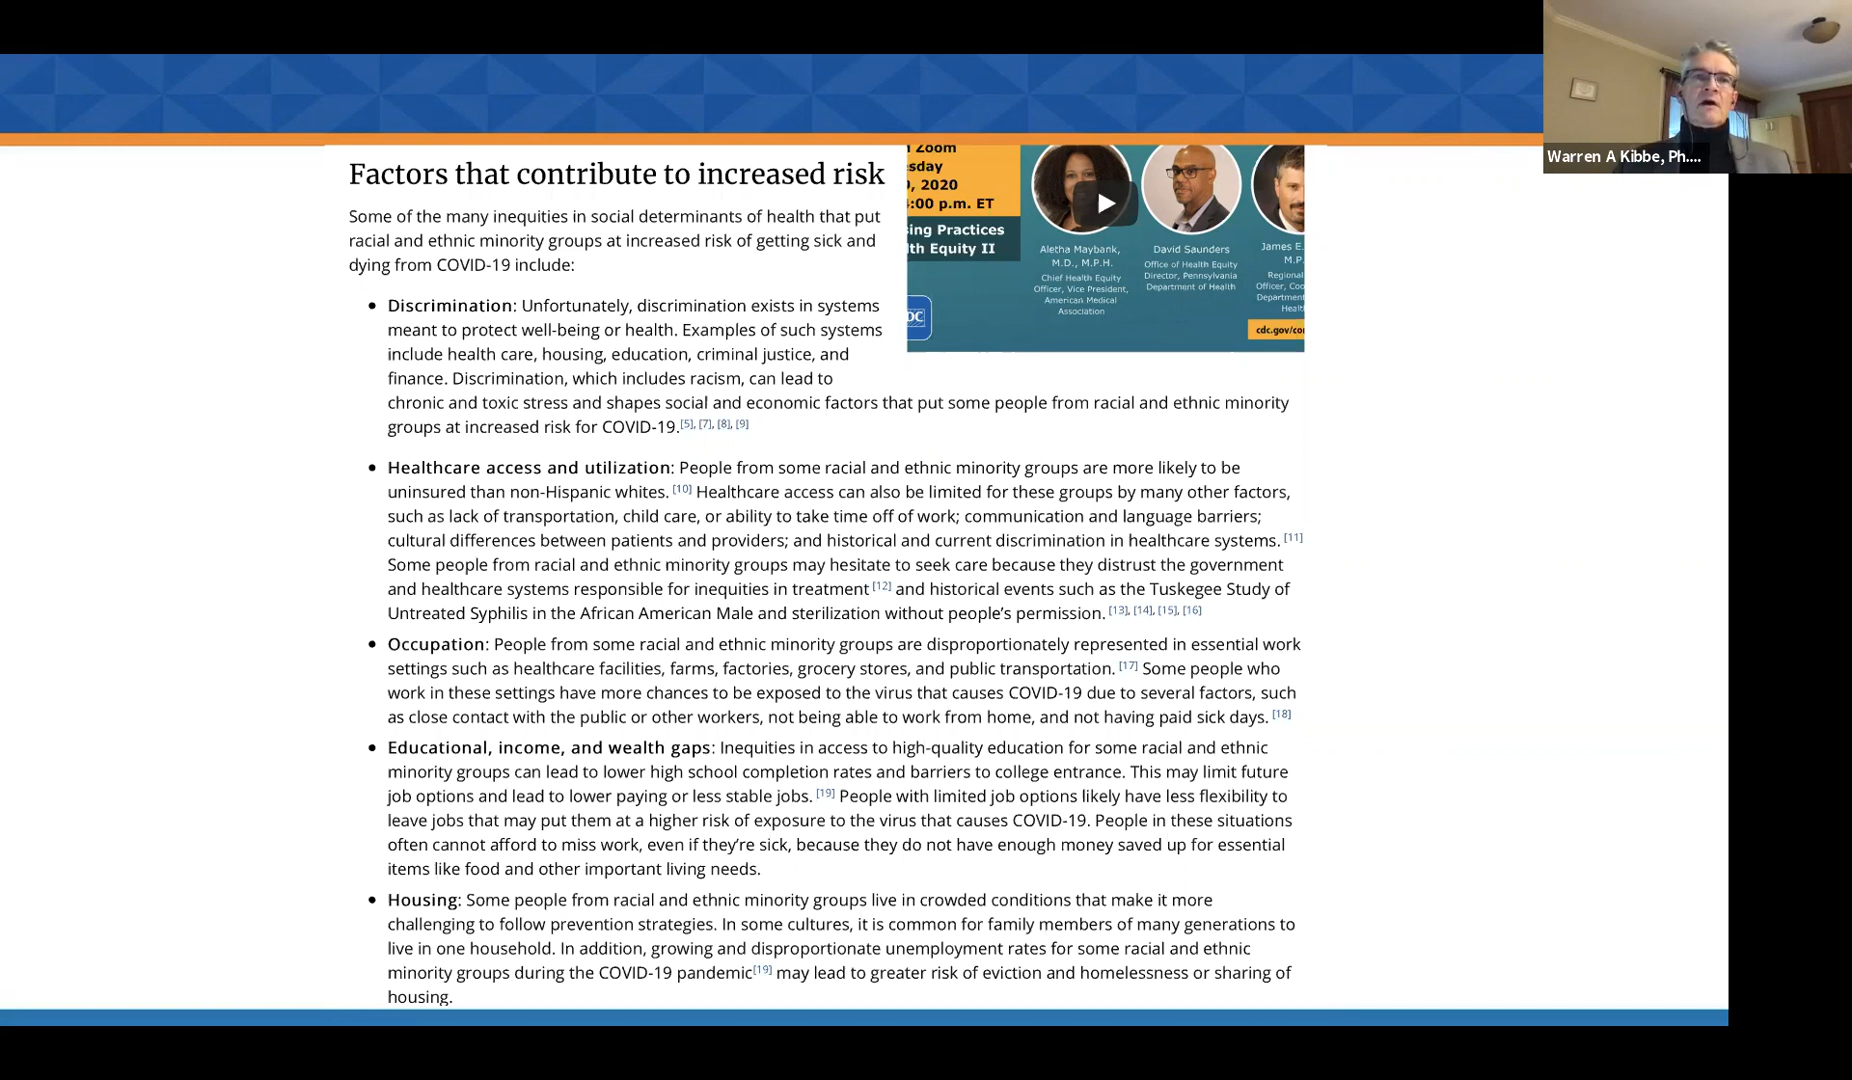 Warren A Kibbe, Ph....
Factors that contribute to increased risk
Some of the many inequities in social determinants of health that put
racial and ethnic minority groups at increased risk of getting sick and
dying from COVID-19 include:
Zoom
sday
, 2020
:00 p.m. ET
sing Practices
lth Equity II
Aletha Maybank,
M.D., M.P.H.
Chief Health Equity
Officer, Vice President,
American Medical
Association
David Saunders
Office of Health Equity
Director, Pennsylvania
Department of Health
James E.
M.P.
Regional
Officer, Coo
Department
Healt
DC
cdc.gov/cor
• Discrimination: Unfortunately, discrimination exists in systems
meant to protect well-being or health. Examples of such systems
include health care, housing, education, criminal justice, and
finance. Discrimination, which includes racism, can lead to
chronic and toxic stress and shapes social and economic factors that put some people from racial and ethnic minority
groups at increased risk for COVID-19.[5], [7], [8], [9]
• Healthcare access and utilization: People from some racial and ethnic minority groups are more likely to be
uninsured than non-Hispanic whites. [10] Healthcare access can also be limited for these groups by many other factors,
such as lack of transportation, child care, or ability to take time off of work; communication and language barriers;
cultural differences between patients and providers; and historical and current discrimination in healthcare systems. [11]
Some people from racial and ethnic minority groups may hesitate to seek care because they distrust the government
and healthcare systems responsible for inequities in treatment [12] and historical events such as the Tuskegee Study of
Untreated Syphilis in the African American Male and sterilization without people’s permission. [13], [14], [15], [16]
• Occupation: People from some racial and ethnic minority groups are disproportionately represented in essential work
settings such as healthcare facilities, farms, factories, grocery stores, and public transportation. [17] Some people who
work in these settings have more chances to be exposed to the virus that causes COVID-19 due to several factors, such
as close contact with the public or other workers, not being able to work from home, and not having paid sick days. [18]
• Educational, income, and wealth gaps: Inequities in access to high-quality education for some racial and ethnic
minority groups can lead to lower high school completion rates and barriers to college entrance. This may limit future
job options and lead to lower paying or less stable jobs. [19] People with limited job options likely have less flexibility to
leave jobs that may put them at a higher risk of exposure to the virus that causes COVID-19. People in these situations
often cannot afford to miss work, even if they’re sick, because they do not have enough money saved up for essential
items like food and other important living needs.
• Housing: Some people from racial and ethnic minority groups live in crowded conditions that make it more
challenging to follow prevention strategies. In some cultures, it is common for family members of many generations to
live in one household. In addition, growing and disproportionate unemployment rates for some racial and ethnic
minority groups during the COVID-19 pandemic[19] may lead to greater risk of eviction and homelessness or sharing of
housing.